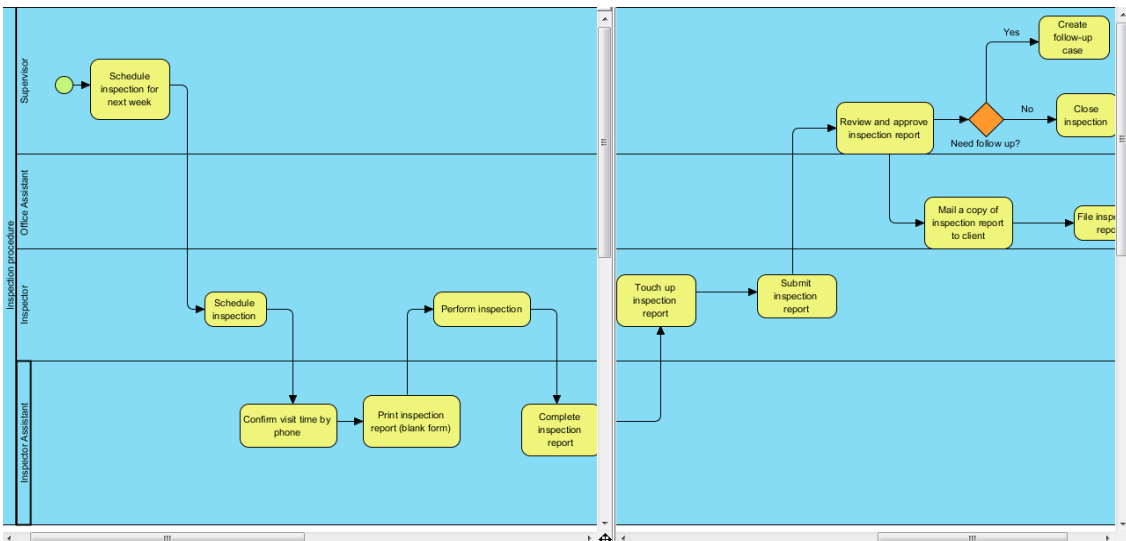 Inspection procedure
Supervisor
Schedule
inspection for
next week
Office Assistant
Inspector
Schedule
inspection
Perform inspection
Inspector Assistant
Confirm visit time by
phone
Print inspection
report (blank form)
Complete
inspection
report
Create
follow-up
case
Yes
No
Close
inspection
Review and approve
inspection report
Need follow up?
Mail a copy of
inspection report
to client
File inspe
repo
Touch up
inspection
report
Submit
inspection
report